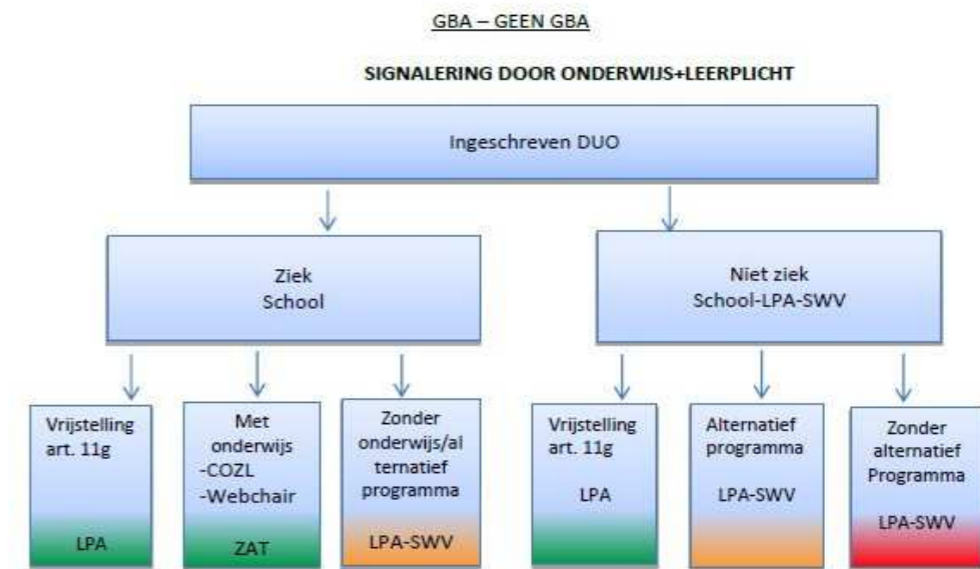 GBA – GEEN GBA
SIGNALERING DOOR ONDERWIJS+LEERPLICHT
Ingeschreven DUO
Ziek
School
Niet ziek
School-LPA-SWV
Vrijstelling
art. 11g
LPA
Met
onderwijs
-COZL
-Webchair
ZAT
Zonder
onderwijs/al
ternatief
programma
LPA-SWV
Vrijstelling
art. 11g
LPA
Alternatief
programma
LPA-SWV
Zonder
alternatief
Programma
LPA-SWV